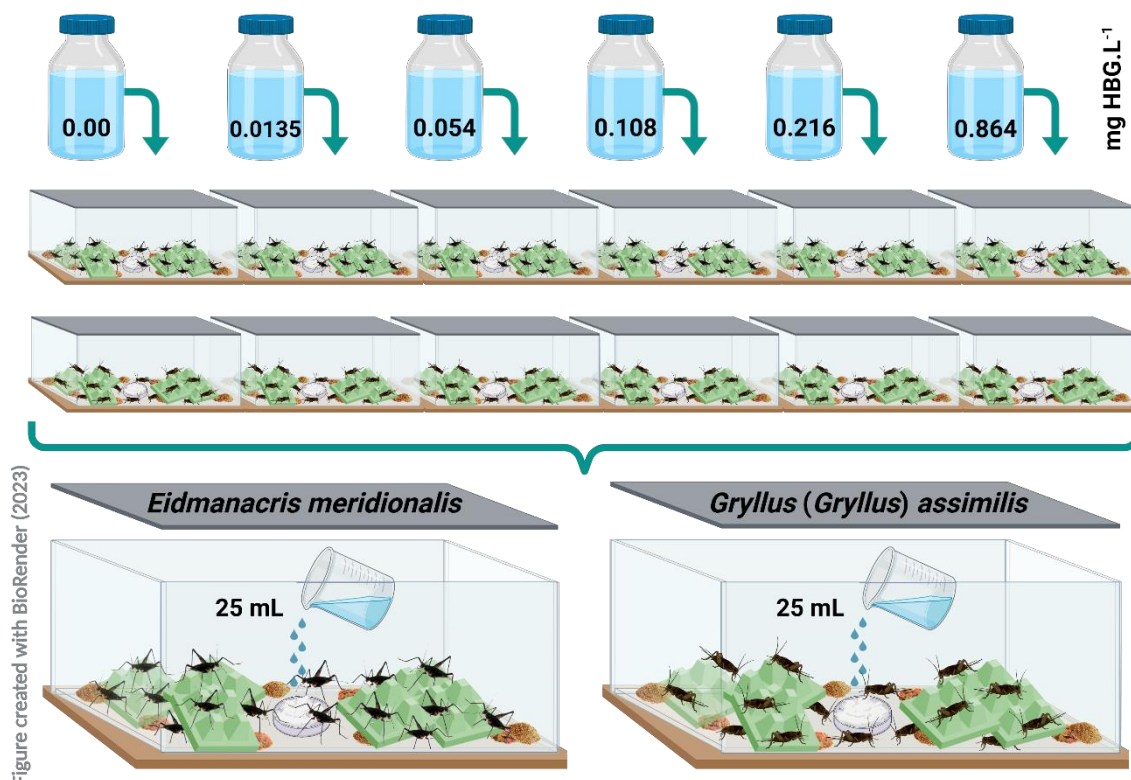 0.00
0.0135
0.054
0.108
0.216
0.864
mg HBG.L⁻¹
Eidmanacris meridionalis
Gryllus (Gryllus) assimilis
25 mL
25 mL
Figure created with BioRender (2023)